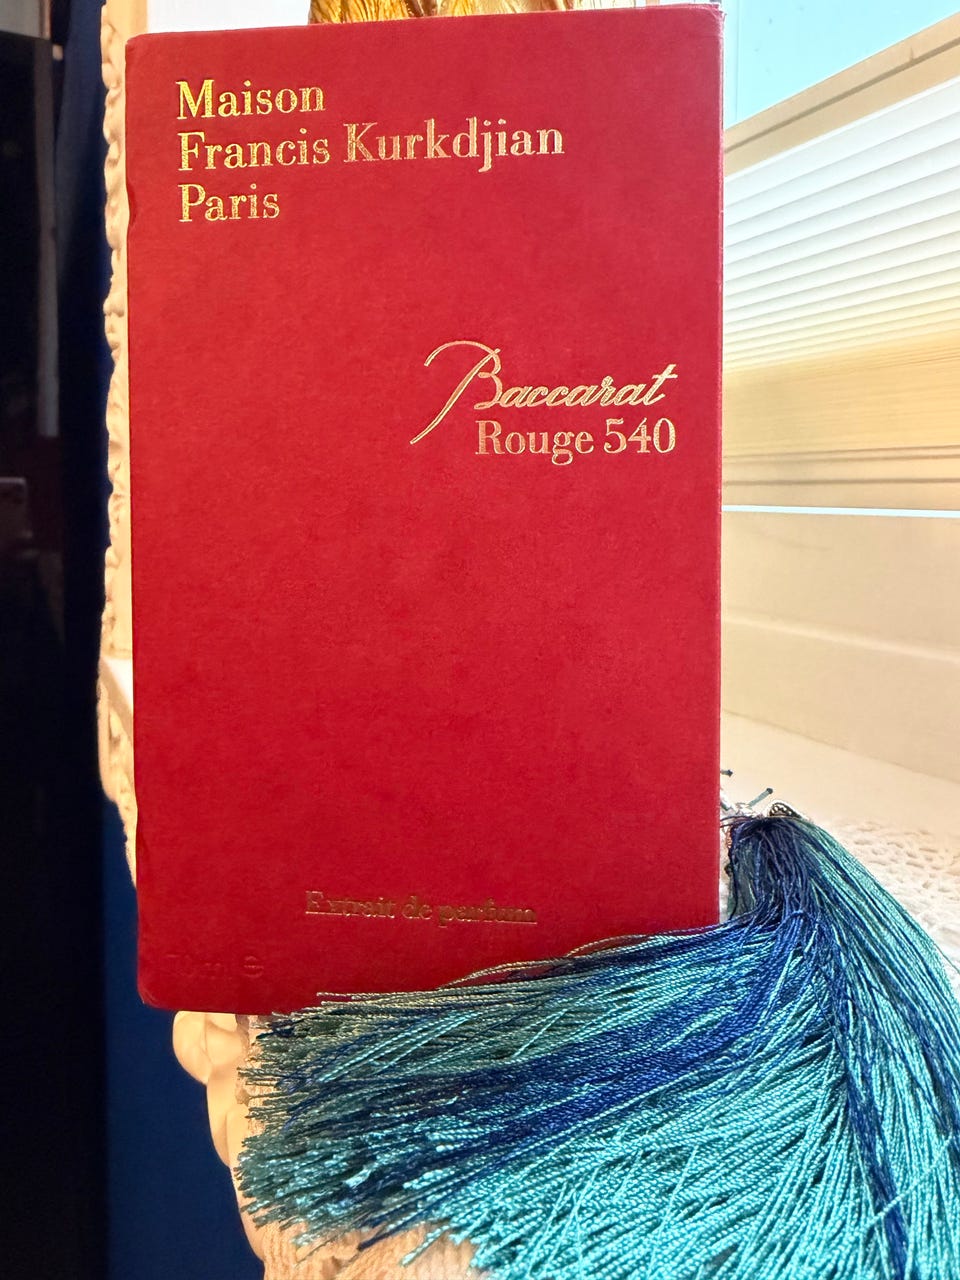 Maison
Francis Kurkdjian
Paris
Baccarat
Rouge 540
Extrait de parfum